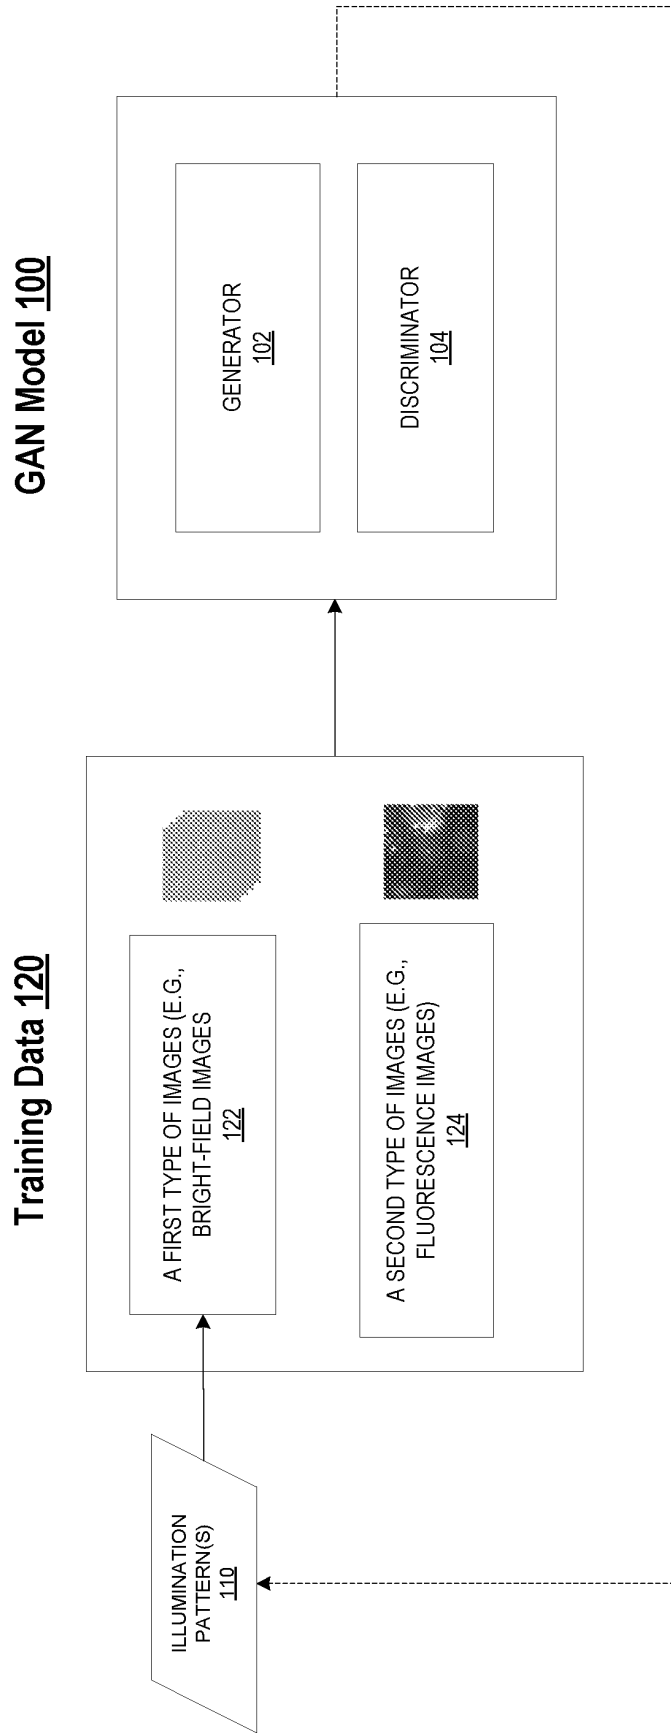 Training Data 120
GAN Model 100
ILLUMINATION
PATTERN(S)
110
A FIRST TYPE OF IMAGES (E.G.,
BRIGHT-FIELD IMAGES
122
A SECOND TYPE OF IMAGES (E.G.,
FLUORESCENCE IMAGES)
124
GENERATOR
102
DISCRIMINATOR
104